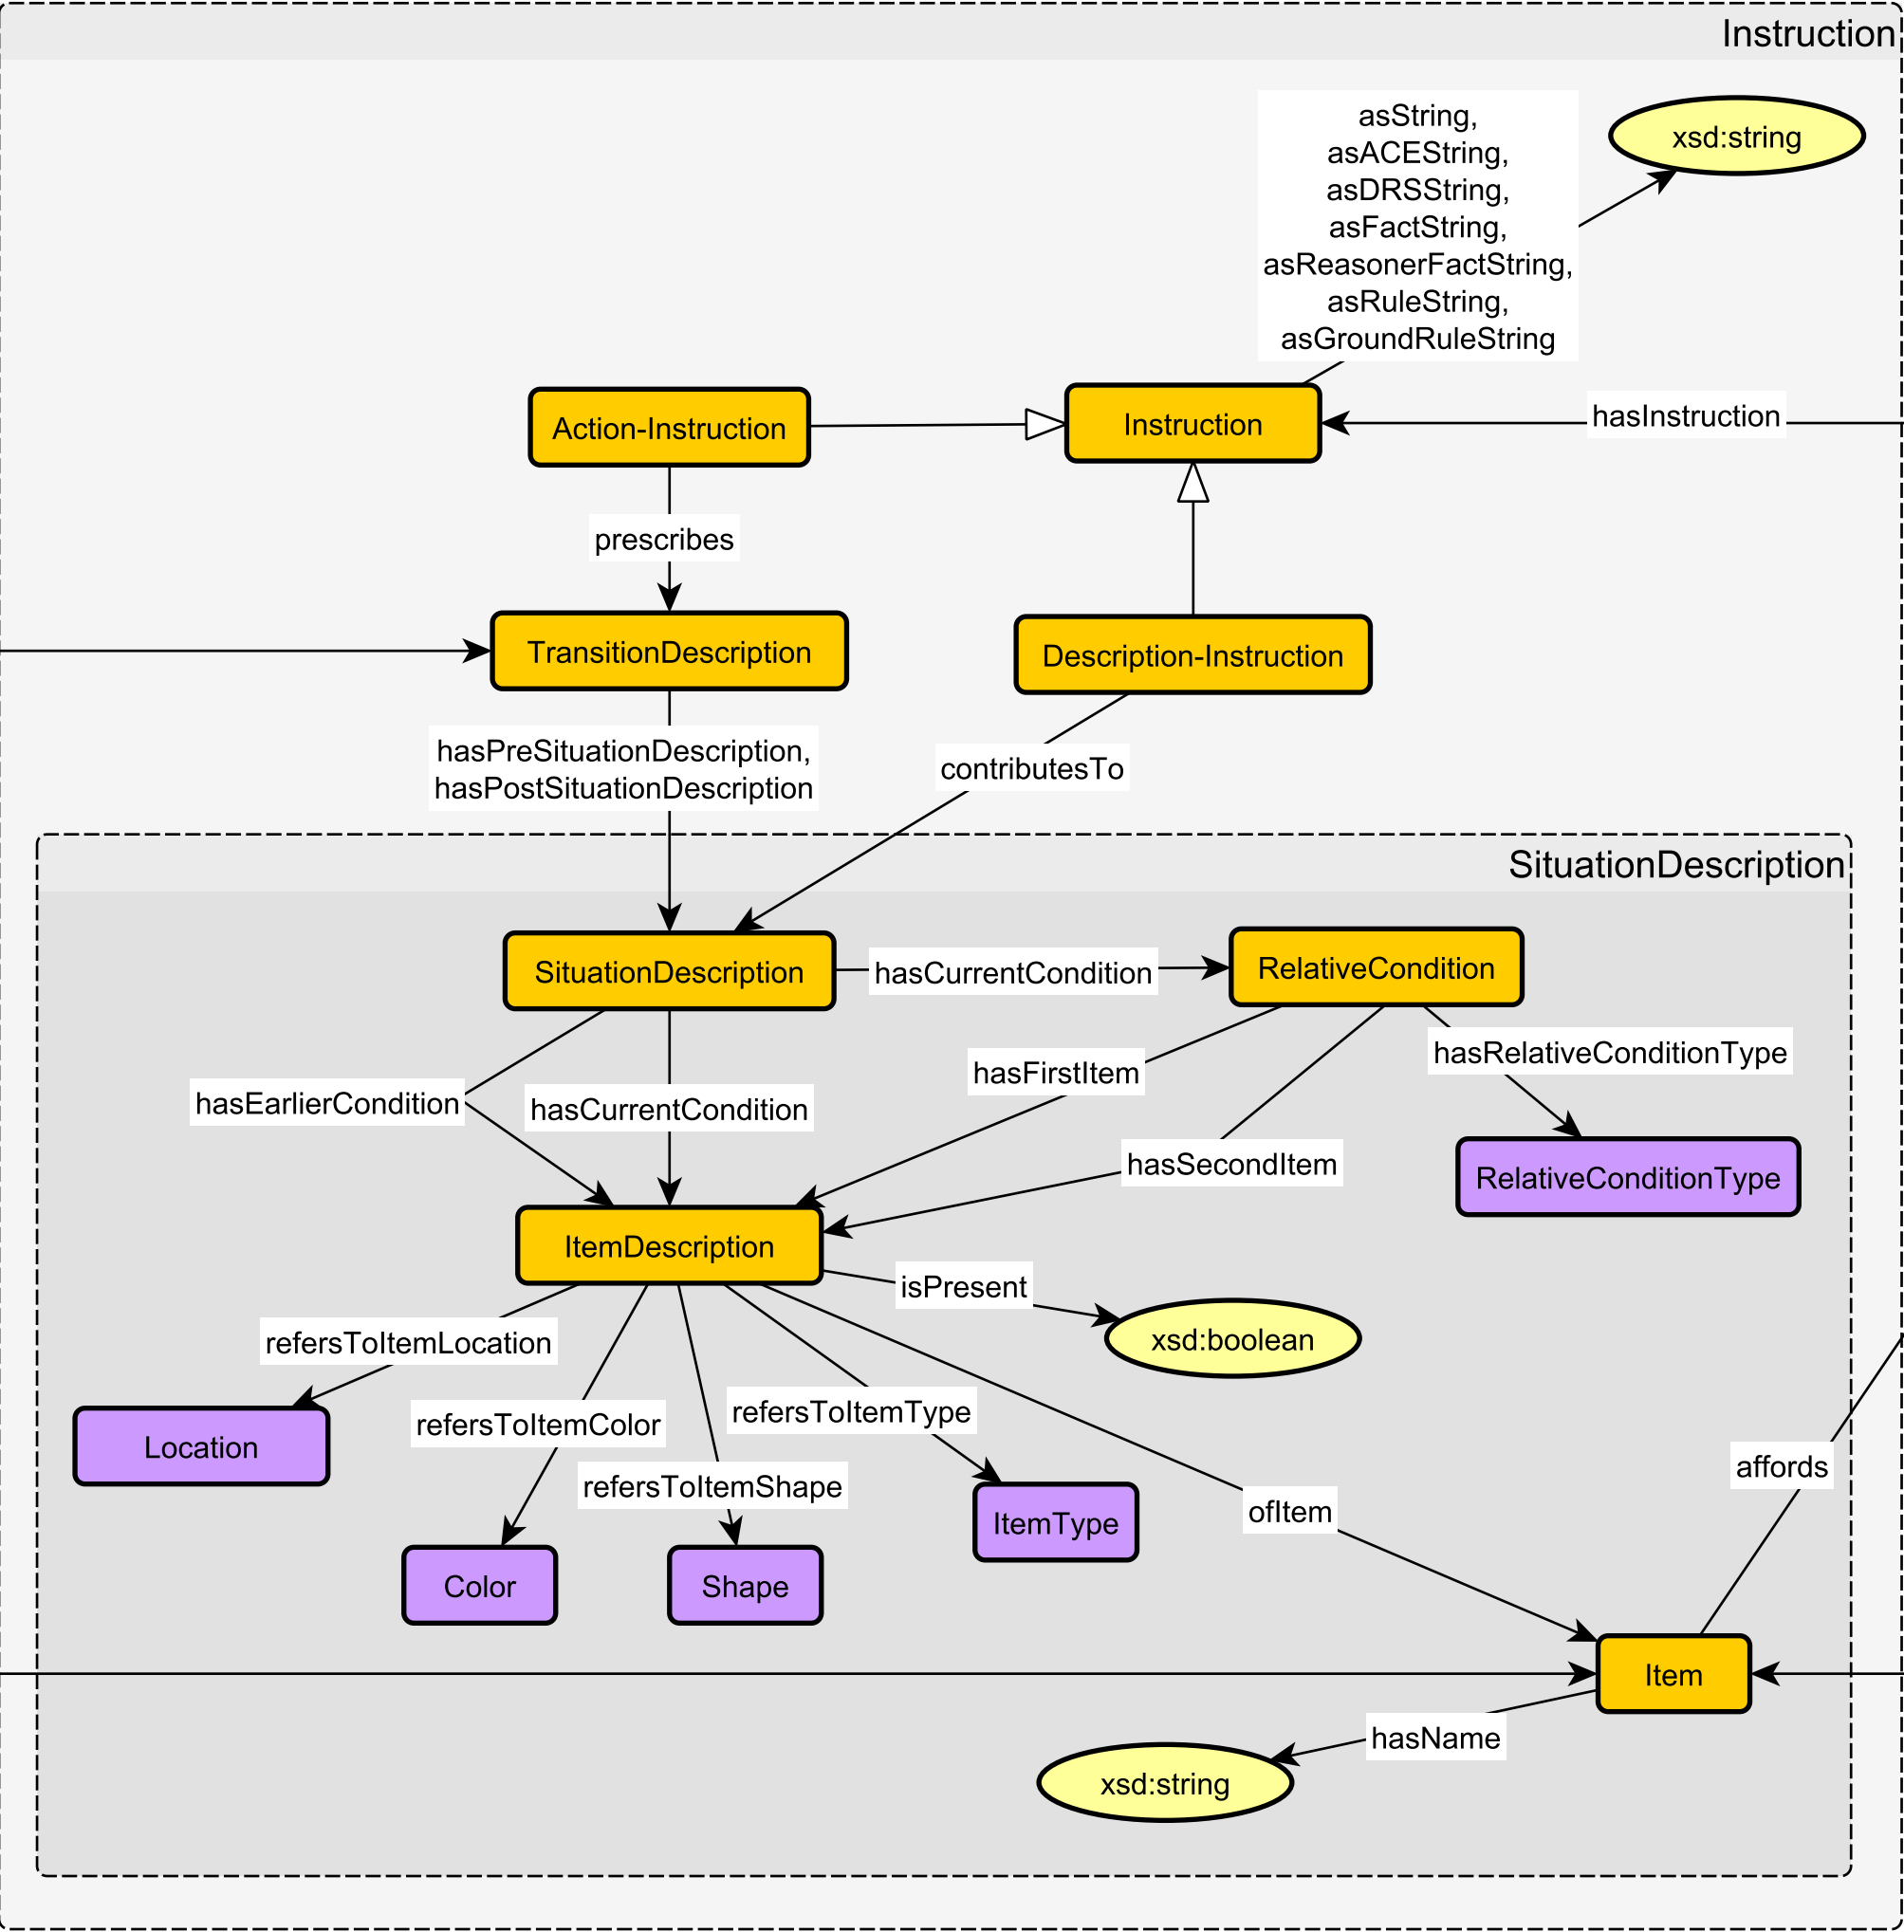 Instruction
asString,
asACEString,
asDRSString,
asFactString,
asReasonerFactString,
asRuleString,
asGroundRuleString
xsd:string
Action-Instruction
Instruction
hasInstruction
prescribes
TransitionDescription
Description-Instruction
hasPreSituationDescription,
hasPostSituationDescription
contributesTo
SituationDescription
SituationDescription
hasCurrentCondition
RelativeCondition
hasEarlierCondition
hasCurrentCondition
hasFirstItem
hasRelativeConditionType
hasSecondItem
RelativeConditionType
ItemDescription
isPresent
xsd:boolean
refersToItemLocation
refersToItemColor
refersToItemType
refersToItemShape
Location
ofItem
affords
ItemType
Color
Shape
Item
hasName
xsd:string